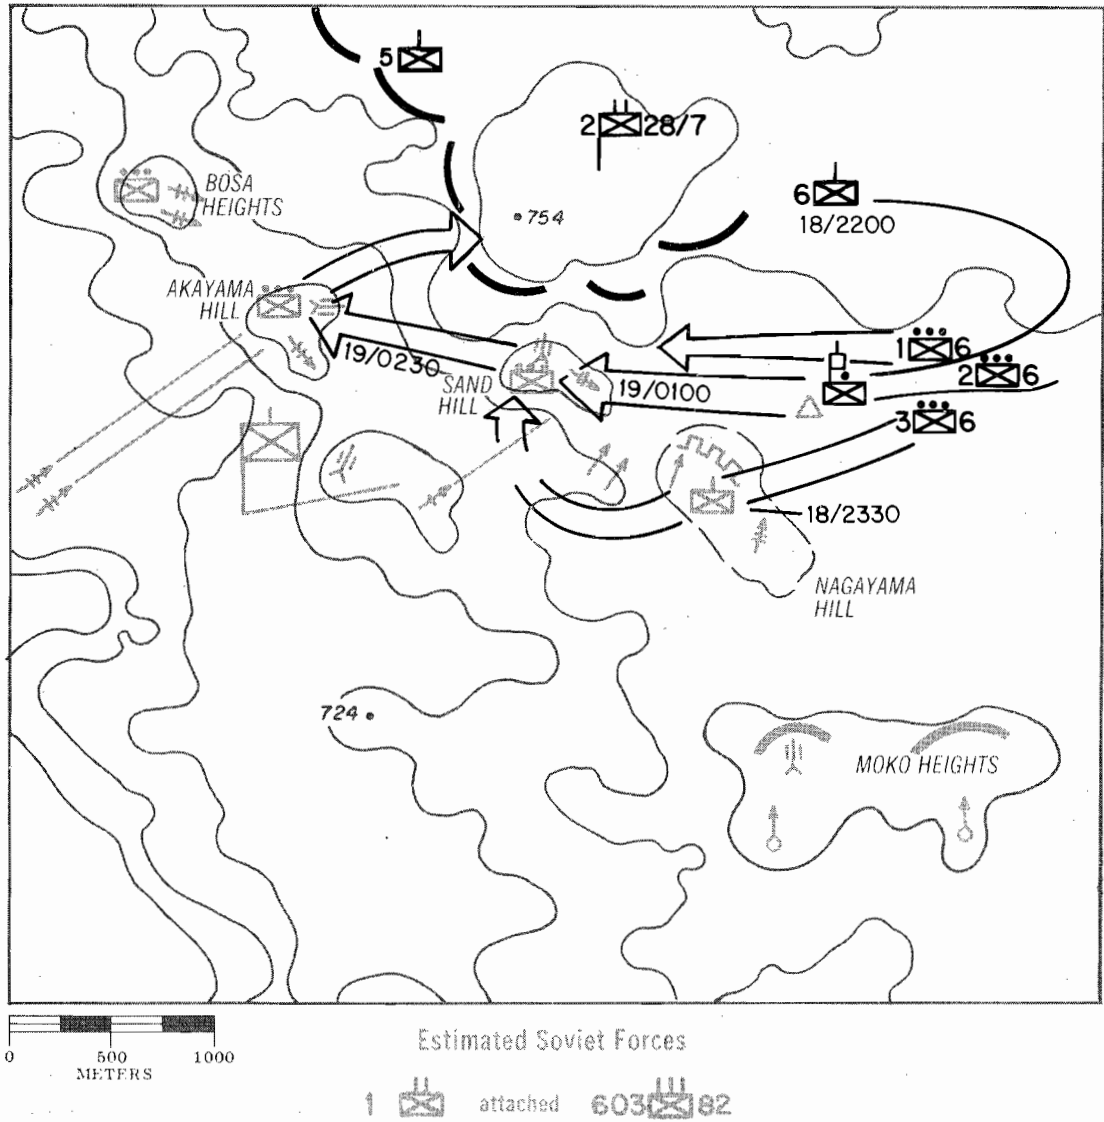 5
2 28/7
BOSA
HEIGHTS
754
6
18/2200
AKAYAMA
HILL
19/0230
1 6
2 6
SAND
HILL
19/0100
3 6
18/2330
NAGAYAMA
HILL
724
MOKO HEIGHTS
0 500 1000
METERS
Estimated Soviet Forces
1 attached 603 82